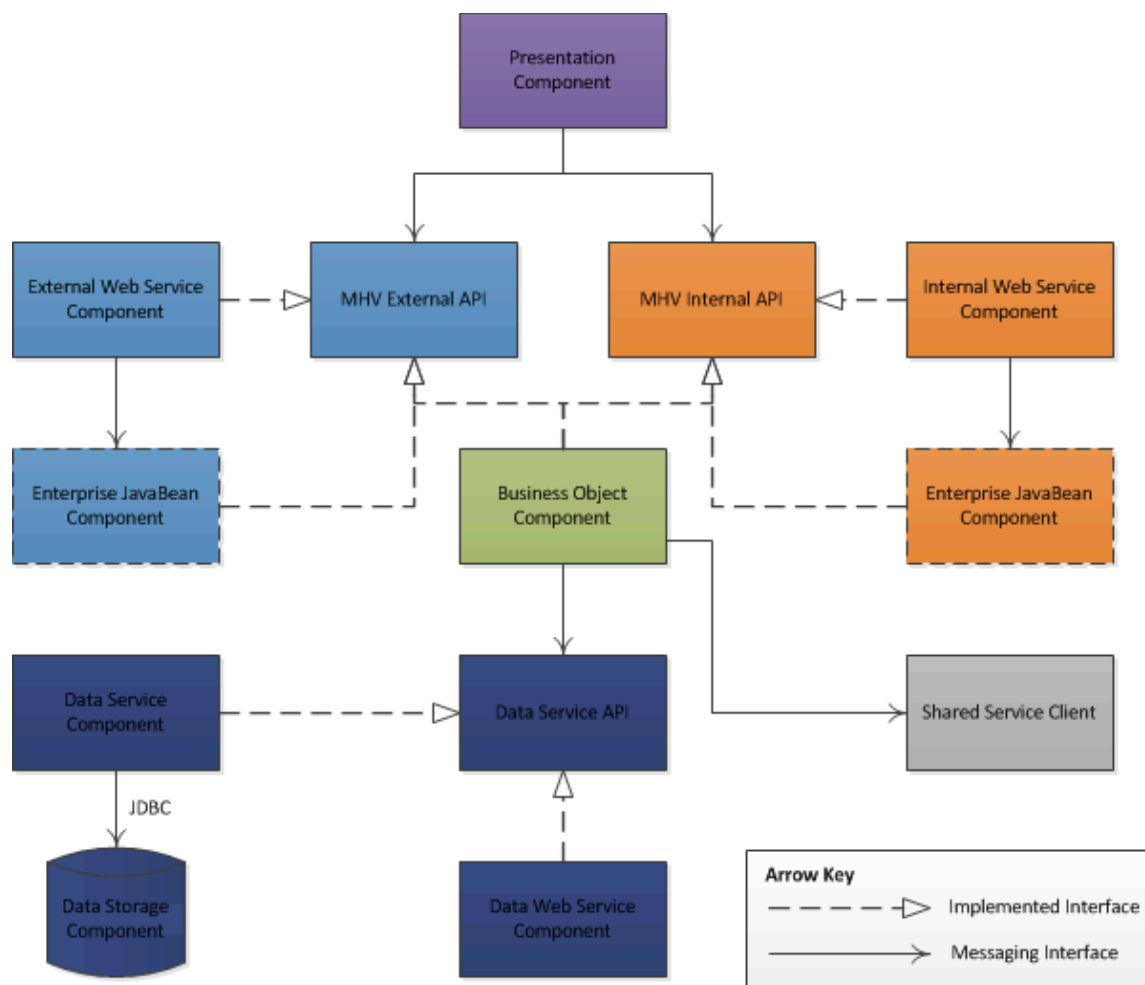 Presentation
Component
External Web Service
Component
MHV External API
MHV Internal API
Internal Web Service
Component
Enterprise JavaBean
Component
Business Object
Component
Enterprise JavaBean
Component
Data Service
Component
Data Service API
Shared Service Client
JDBC
Data Storage
Component
Data Web Service
Component
Arrow Key
Implemented Interface
Messaging Interface